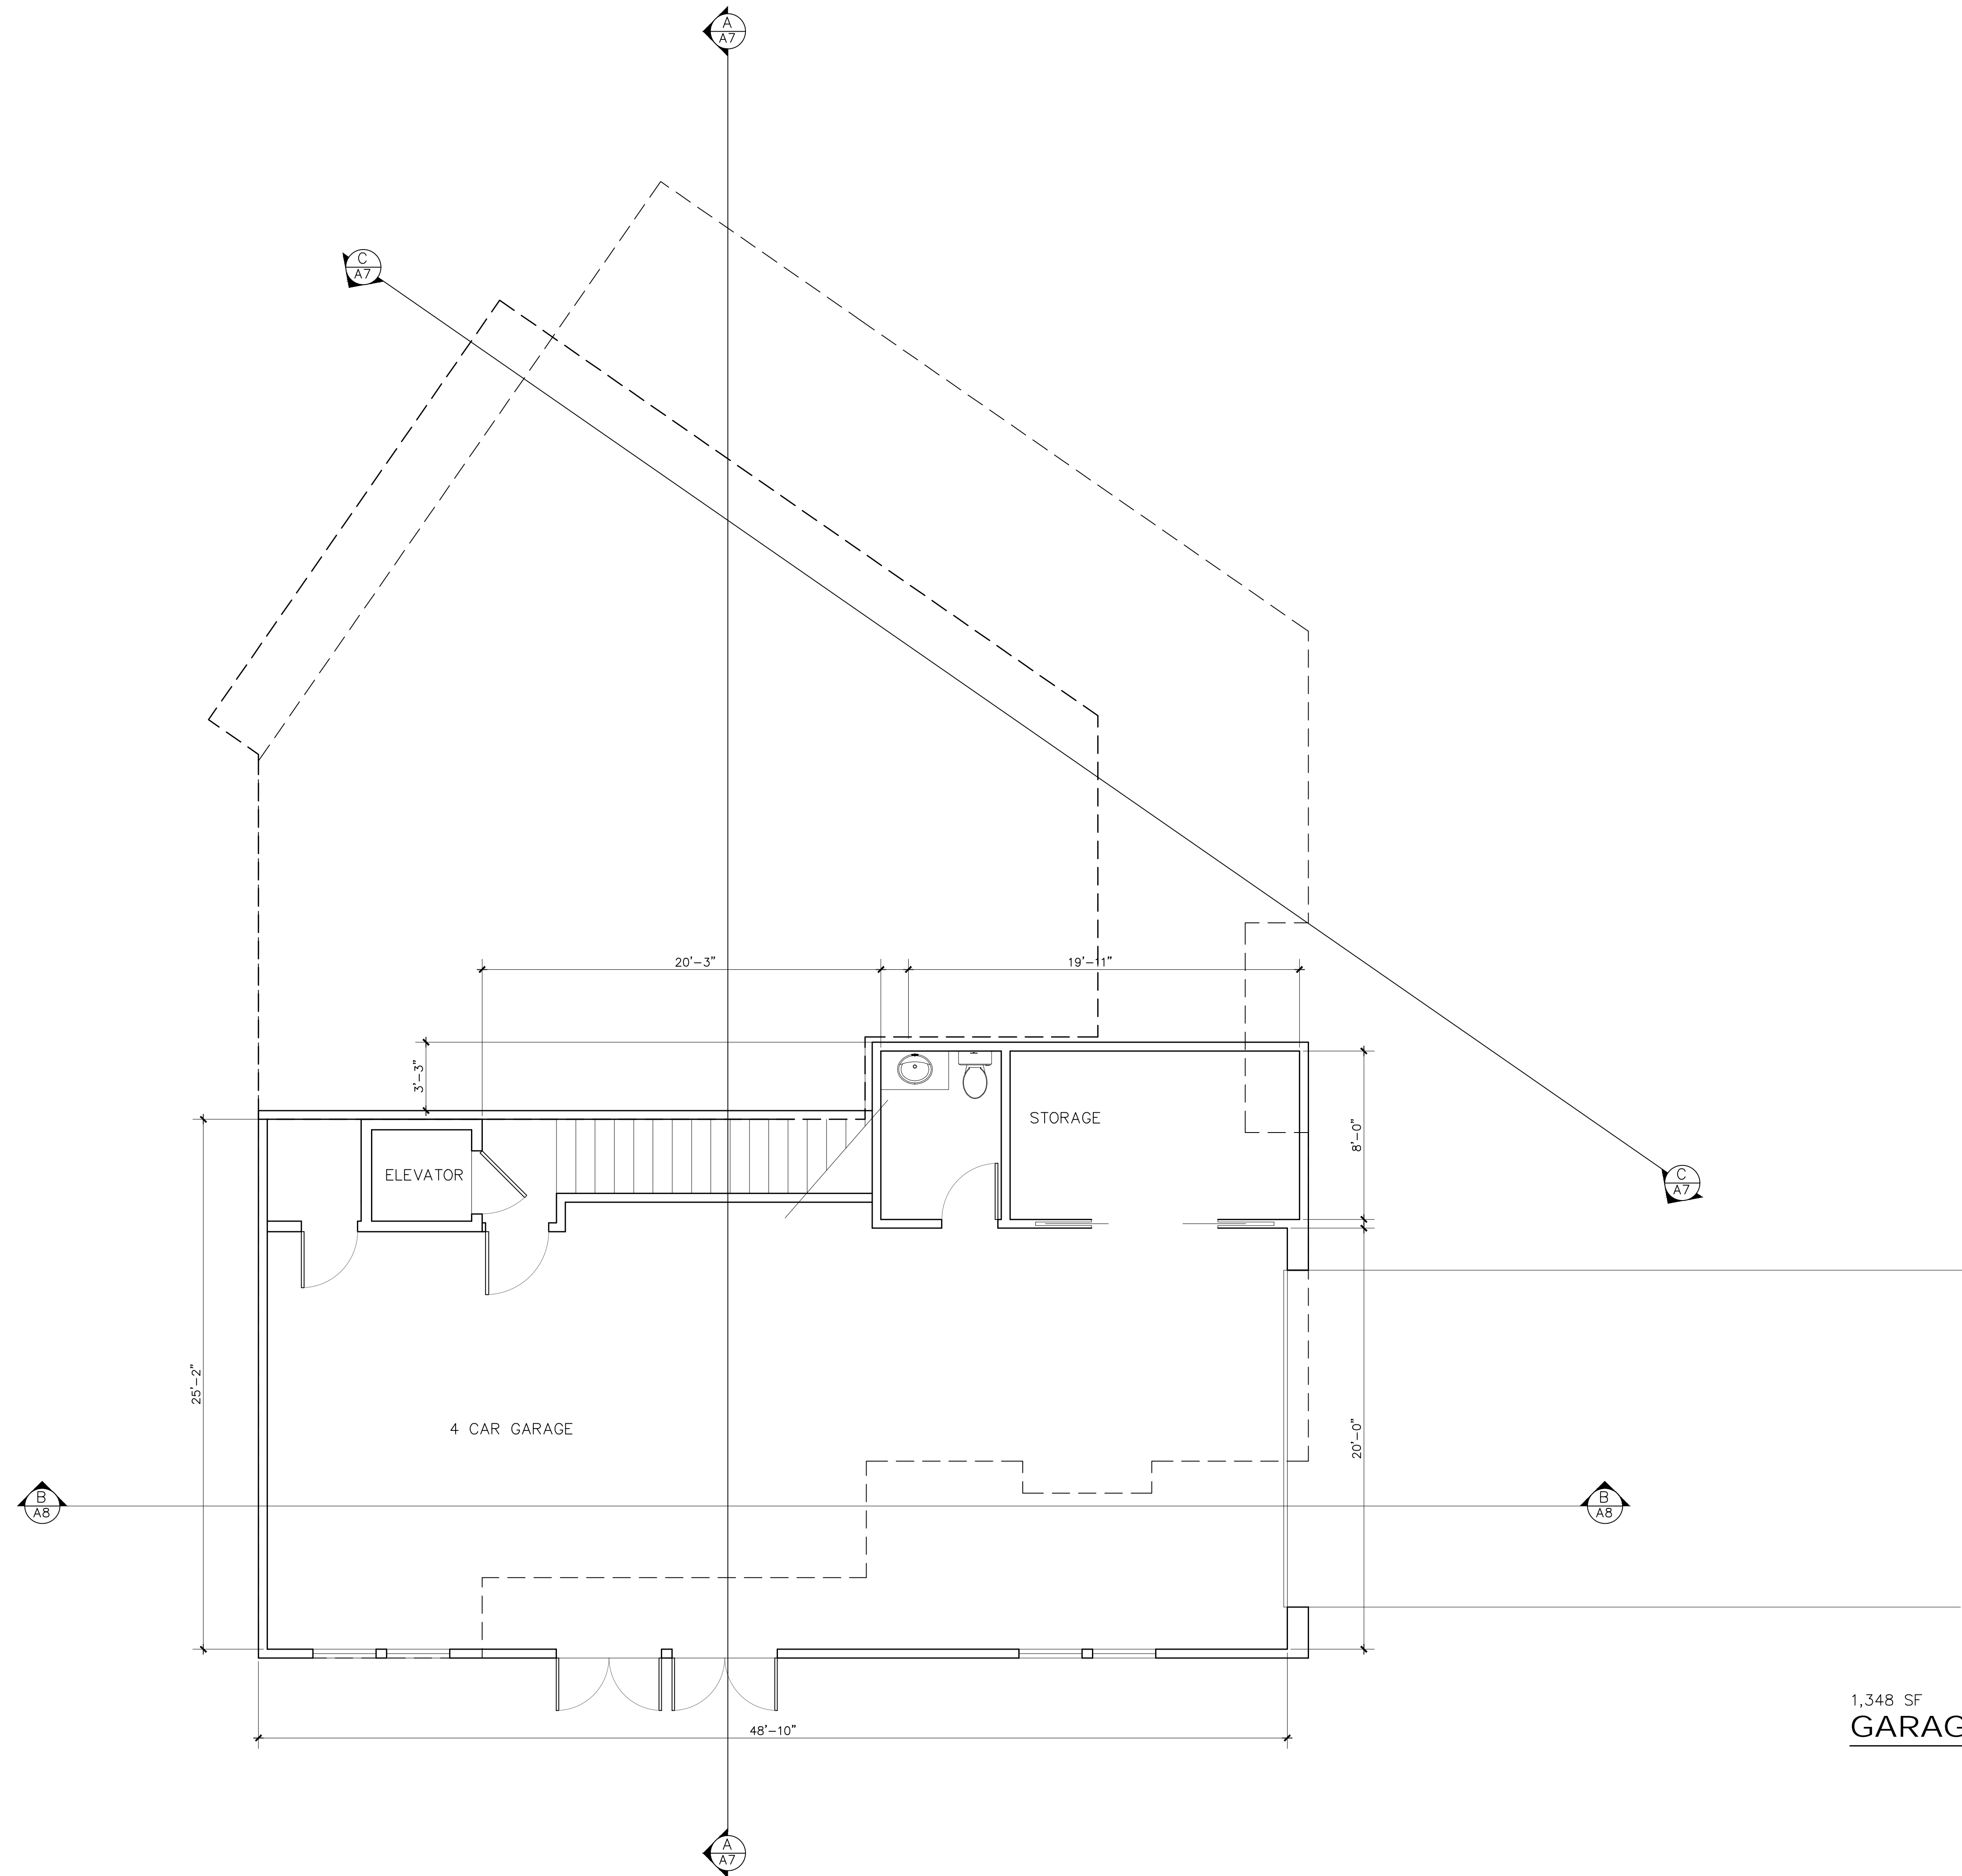 A
A7
C
A7
20'-3"
19'-11"
3'-3"
STORAGE
8'-0"
ELEVATOR
C
A7
25'-2"
4 CAR GARAGE
20'-0"
B
A8
B
A8
1,348 SF
GARAG
48'-10"
A
A7